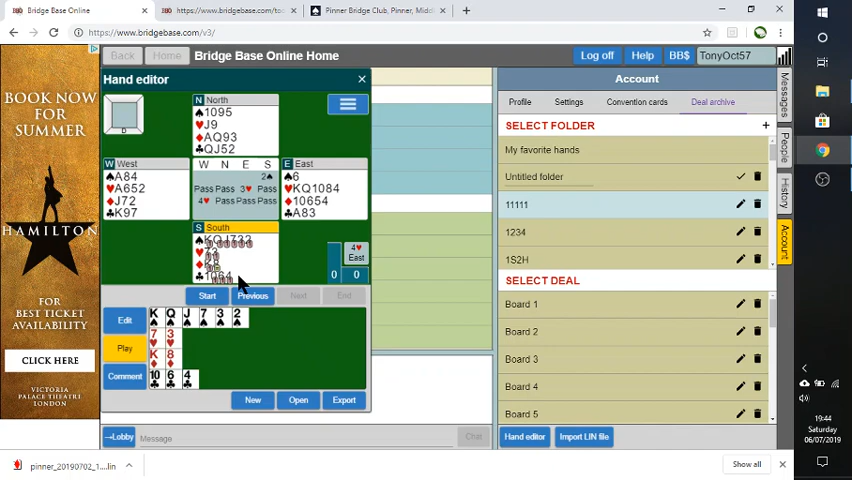 Bridge Base Online
https://www.bridgebase.com/too
Pinner Bridge Club, Pinner, Middl
https://www.bridgebase.com/v3/
Back
Home
Bridge Base Online Home
Log off
Help
BB$
TonyOct57
BOOK NOW
FOR
SUMMER
HAMILTON
FOR
BEST TICKET
AVAILABILITY
CLICK HERE
VICTORIA
PALACE THEATRE
LONDON
Hand editor
N North
♠1095
♥J9
♦AQ93
♣QJ52
W West
♠A84
♥A652
♦J72
♣K97
W N E S
2♠
Pass Pass 3♥ Pass
4♥ Pass Pass Pass
E East
♠6
♥KQ1084
♦10654
♣A83
S South
♠KQJ732
♥73
♦K8
♣1064
4♥
East
0 0
Start
Previous
Next
End
Edit
Play
Comment
K Q J 7 3 2
7 3
K 8
10 6 4
New
Open
Export
→Lobby
Message
Chat
Account
Profile
Settings
Convention cards
Deal archive
SELECT FOLDER
+
My favorite hands
Untitled folder
11111
1234
1S2H
SELECT DEAL
Board 1
Board 2
Board 3
Board 4
Board 5
Hand editor
Import LIN file
Messages
People
History
Account
19:44
Saturday
06/07/2019
pinner_20190702_1....lin
Show all